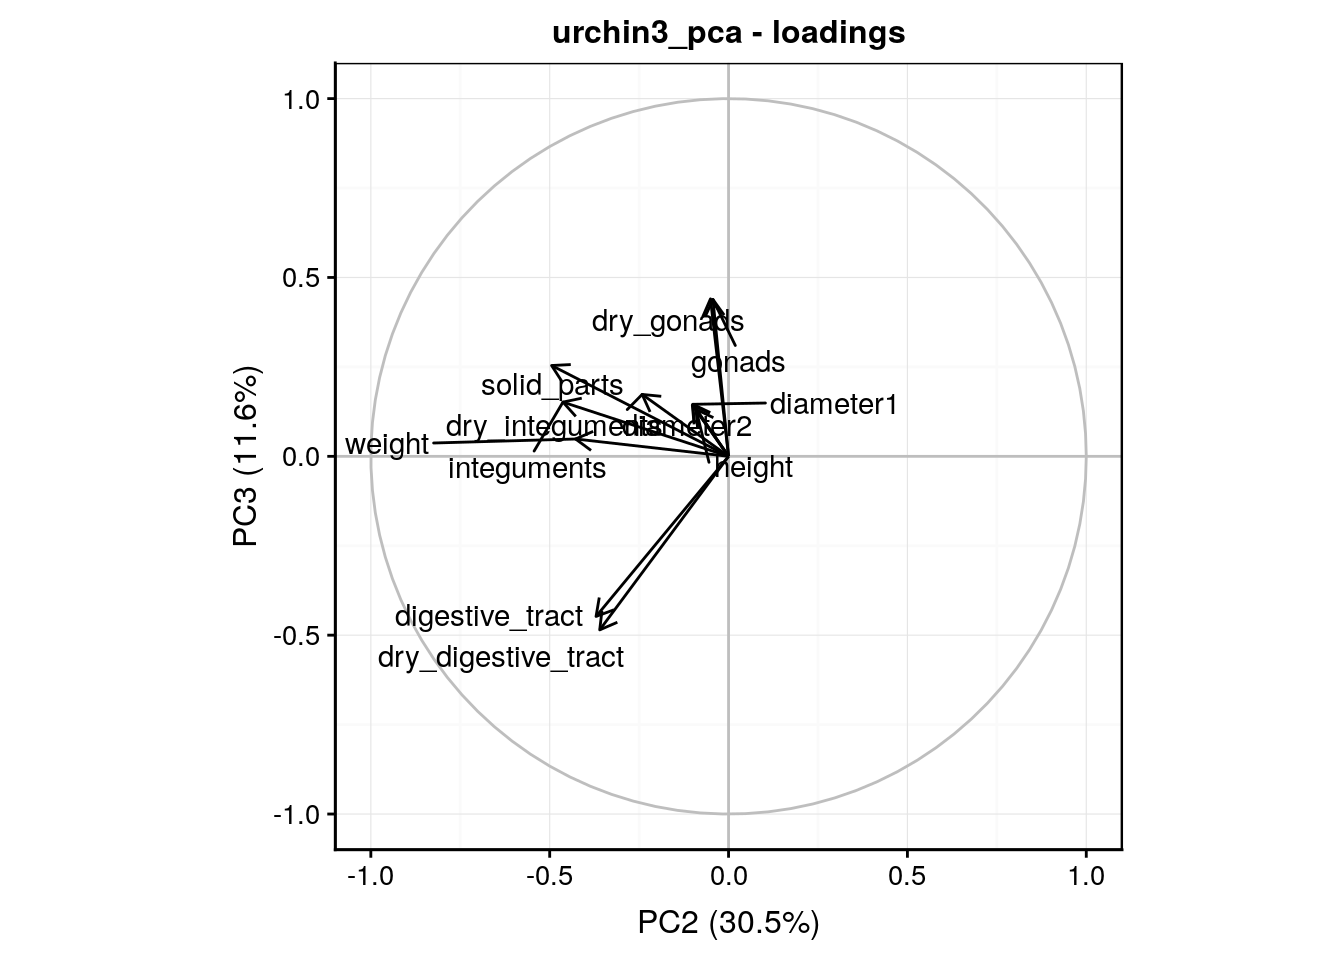 urchin3_pca - loadings
1.0
0.5
0.0
-0.5
-1.0
PC3 (11.6%)
dry_gonads
gonads
solid_parts
diameter1
dry_integuments
diameter2
weight
integuments
height
digestive_tract
dry_digestive_tract
-1.0
-0.5
0.0
0.5
1.0
PC2 (30.5%)